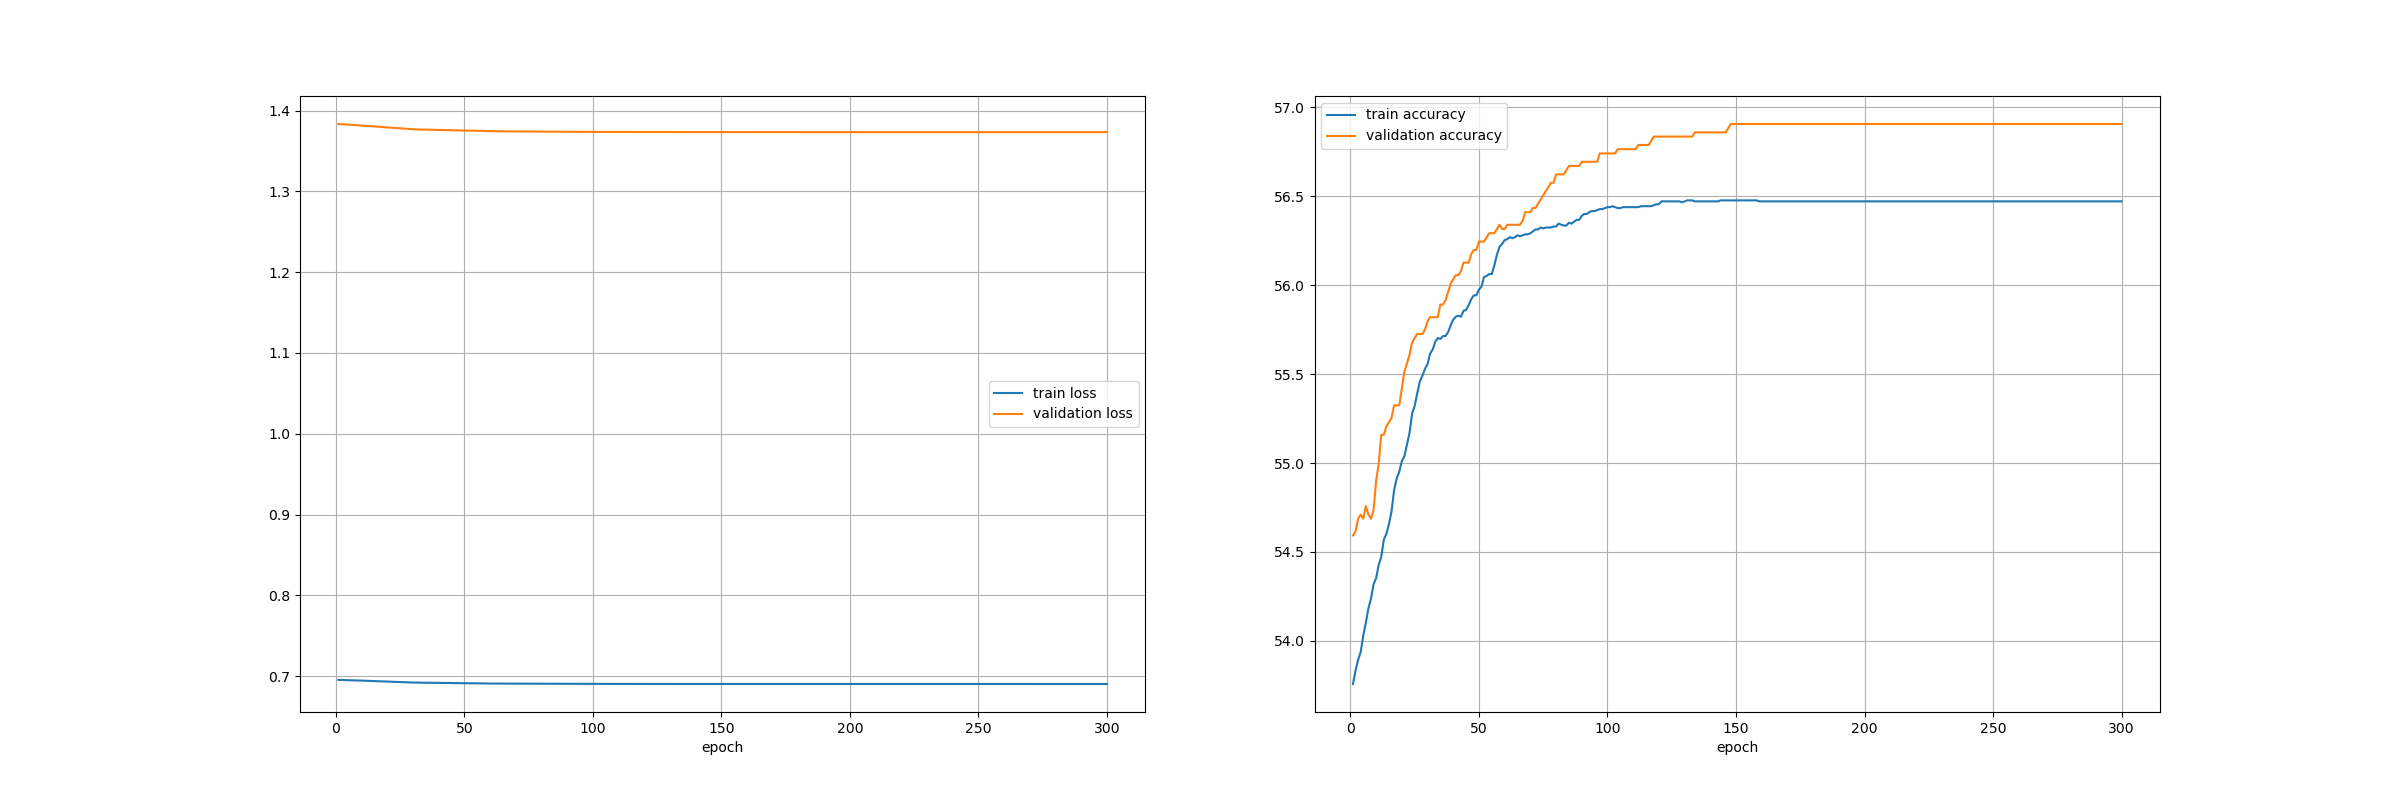 1.4
1.3
1.2
1.1
1.0
0.9
0.8
0.7
train loss
validation loss
0 50 100 150 200 250 300
epoch
57.0
56.5
56.0
55.5
55.0
54.5
54.0
train accuracy
validation accuracy
0 50 100 150 200 250 300
epoch